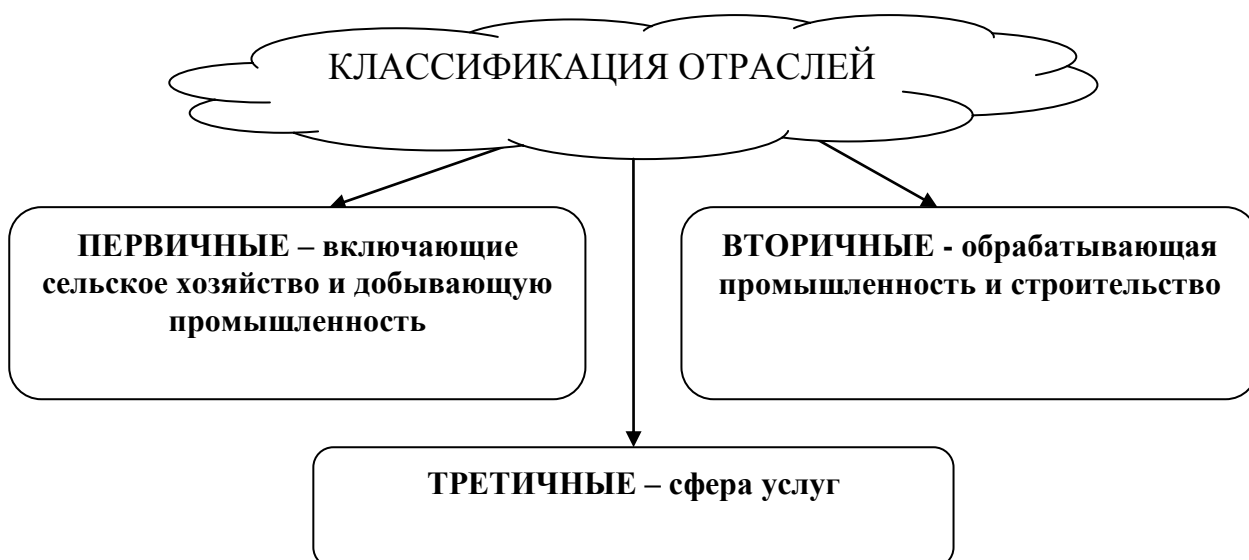 КЛАССИФИКАЦИЯ ОТРАСЛЕЙ
ПЕРВИЧНЫЕ – включающие
сельское хозяйство и добывающую
промышленность
ВТОРИЧНЫЕ - обрабатывающая
промышленность и строительство
ТРЕТИЧНЫЕ – сфера услуг